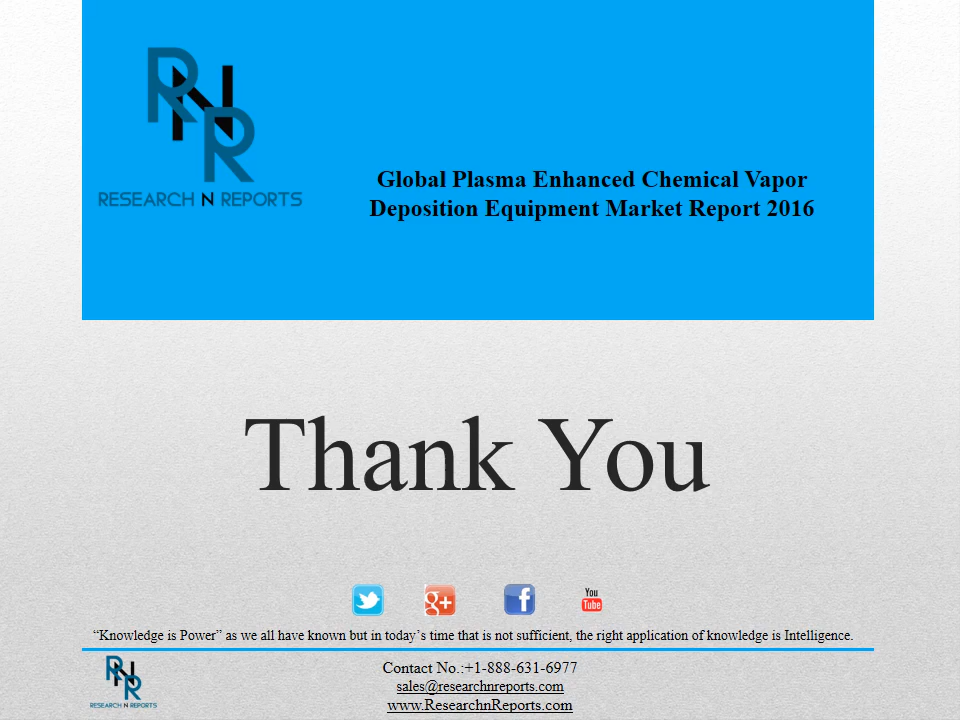 RNR
RESEARCH N REPORTS
Global Plasma Enhanced Chemical Vapor
Deposition Equipment Market Report 2016
Thank You
g+
f
You
Tube
“Knowledge is Power” as we all have known but in today’s time that is not sufficient, the right application of knowledge is Intelligence.
RNR
RESEARCH N REPORTS
Contact No.:+1-888-631-6977
sales@researchnreports.com
www.ResearchnReports.com